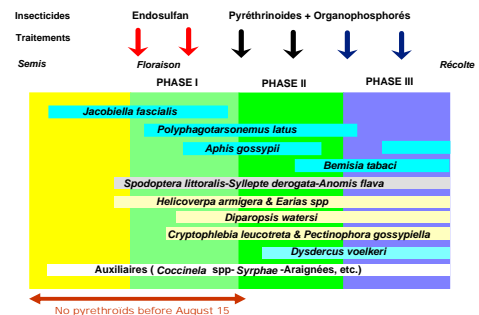 Insecticides Endosulfan Pyréthrinoides + Organophosphorés
Traitements
Semis Floraison Récolte
PHASE I PHASE II PHASE III
Jacobiella fascialis
Polyphagotarsonemus latus
Aphis gossypii
Bemisia tabaci
Spodoptera littoralis-Syllepte derogata-Anomis flava
Helicoverpa armigera & Earias spp
Diparopsis watersi
Cryptophlebia leucotreta & Pectinophora gossypiella
Dysdercus voelkeri
Auxiliaires ( Coccinela spp- Syrphae -Araignées, etc.)
No pyrethroïds before August 15